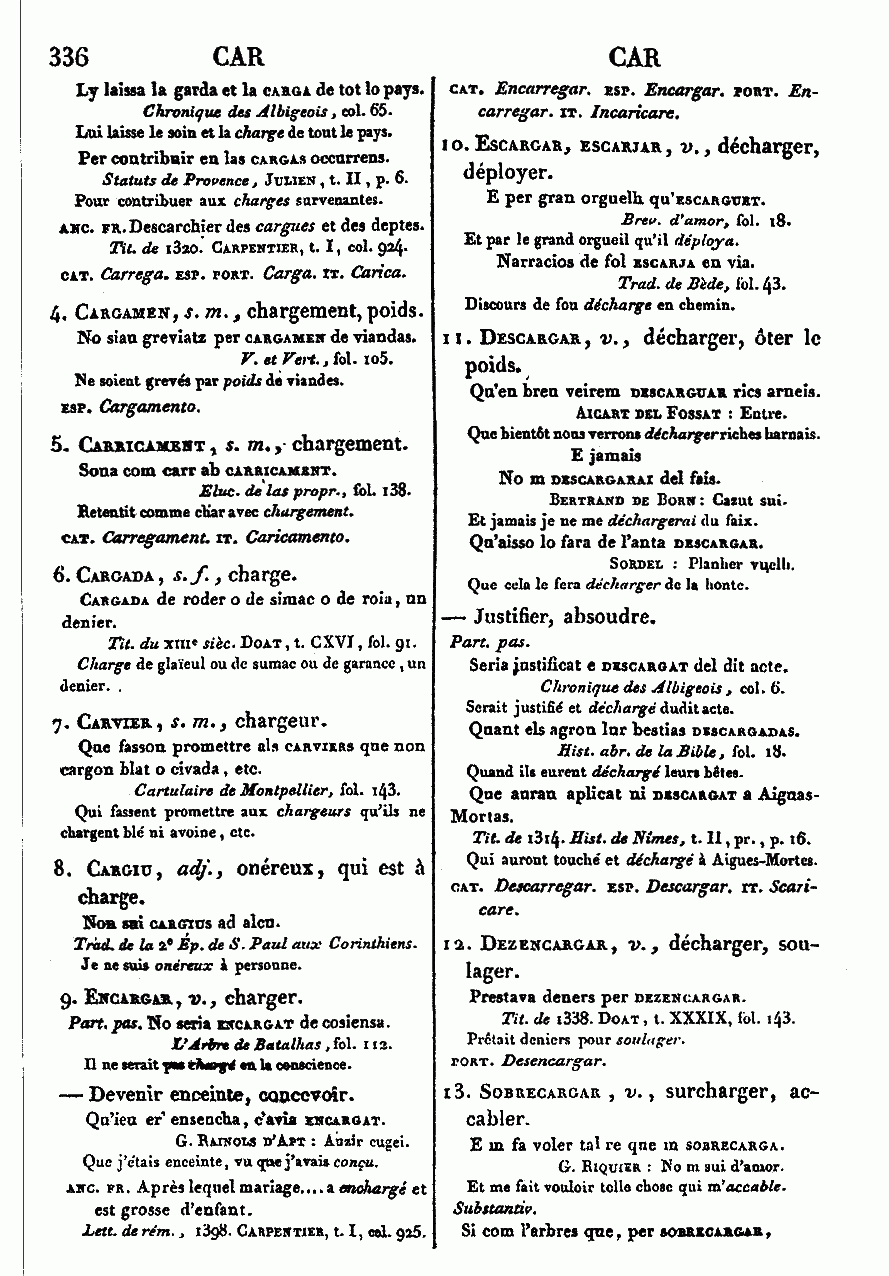 336 CAR CAR
Ly laissa la garda et la CARGA de tot lo pays.
Chronique des Albigeois, col. 65.
Lui laisse le soin et la charge de tout le pays.
Per contribuir en las CARGAS occurrens.
Statuts de Provence, JULIEN, t. II, p. 6.
Pour contribuer aux charges survenantes.
ANC. FR. Descarchier des cargues et des deptes.
Tit. de 1320. CARPENTIER, t. I, col. 924.
CAT. Carrega. ESP. PORT. Carga. IT. Carica.
4. CARGAMEN, s. m., chargement, poids.
No sian greviatz per CARGAMEN de viandas.
V. et Vert., fol. 105.
Ne soient grevés par poids de viandes.
ESP. Cargamento.
5. CARRICAMENT, s. m., chargement.
Sona com carr ab CARRICAMENT.
Eluc. de las propr., fol. 138.
Retentit comme char avec chargement.
CAT. Carregament. IT. Caricamento.
6. CARGADA, s. f., charge.
CARGADA de roder o de simac o de roia, un
denier.
Tit. du XIIIe sièc. DOAT, t. CXVI, fol. 91.
Charge de glaïeul ou de sumac ou de garance, un
denier.
7. CARVIER, s. m., chargeur.
Que fasson promettre als CARVIERS que non
cargon blat o civada, etc.
Cartulaire de Montpellier, fol. 143.
Qui fassent promettre aux chargeurs qu'ils ne
chargent blé ni avoine, etc.
8. CARGIU, adj., onéreux, qui est à
charge.
Non sai CARGIUS ad alcu.
Trad. de la 2e Ép. de S. Paul aux Corinthiens.
Je ne suis onéreux à personne.
9. ENCARGAR, v., charger.
Part. pas. No seria ENCARGAT de cosiensa.
L'Arbre de Batalhas, fol. 112.
Il ne serait pas chargé en la conscience.
— Devenir enceinte, concevoir.
Qu'ieu er' ensencha, c'avia ENCARGAT.
G. RAINOLS D'APT : Auzir cugei.
Que j'étais enceinte, vu que j'avais conçu.
ANC. FR. Après lequel mariage.... a enchargé et
est grosse d'enfant.
Lett. de rém., 1398. CARPENTIER, t. I, col. 925.
CAT. Encarregar. ESP. Encargar. PORT. En-
carregar. IT. Incaricare.
10. ESCARGAR, ESCARJAR, v., décharger,
déployer.
E per gran orguelh qu'ESCARGUET.
Brev. d'amor, fol. 18.
Et par le grand orgueil qu'il déploya.
Narracios de fol ESCARJA en via.
Trad. de Bède, fol. 43.
Discours de fou décharge en chemin.
11. DESCARGAR, v., décharger, ôter le
poids.
Qu'en breu veirem DESCARGUAR rics arneis.
AICART DEL FOSSAT : Entre.
Que bientôt nous verrons décharger riches harnais.
E jamais
No m DESCARGARAI del fais.
BERTRAND DE BORN : Cazut sui.
Et jamais je ne me déchargerai du faix.
Qu'aisso lo fara de l'anta DESCARGAR.
SORDEL : Planher vuelh.
Que cela le fera décharger de la honte.
— Justifier, absoudre.
Part. pas.
Seria justificat e DESCARGAT del dit acte.
Chronique des Albigeois, col. 6.
Serait justifié et déchargé dudit acte.
Quant els agron lur bestias DESCARGADAS.
Hist. abr. de la Bible, fol. 18.
Quand ils eurent déchargé leurs bêtes.
Que auran aplicat ni DESCARGAT a Aiguas-
Mortas.
Tit. de 1314. Hist. de Nîmes, t. II, pr., p. 16.
Qui auront touché et déchargé à Aigues-Mortes.
CAT. Descarregar. ESP. Descargar. IT. Scari-
care.
12. DEZENCARGAR, v., décharger, sou-
lager.
Prestava deners per DEZENCARGAR.
Tit. de 1338. DOAT, t. XXXIX, fol. 143.
Prêtait deniers pour soulager.
PORT. Desencargar.
13. SOBRECARGAR, v., surcharger, ac-
cabler.
E m fa voler tal re que m SOBRECARGA.
G. RIQUIER : No m sui d'amor.
Et me fait vouloir telle chose qui m'accable.
Substantiv.
Si com l'arbres que, per SOBRECARGAR,